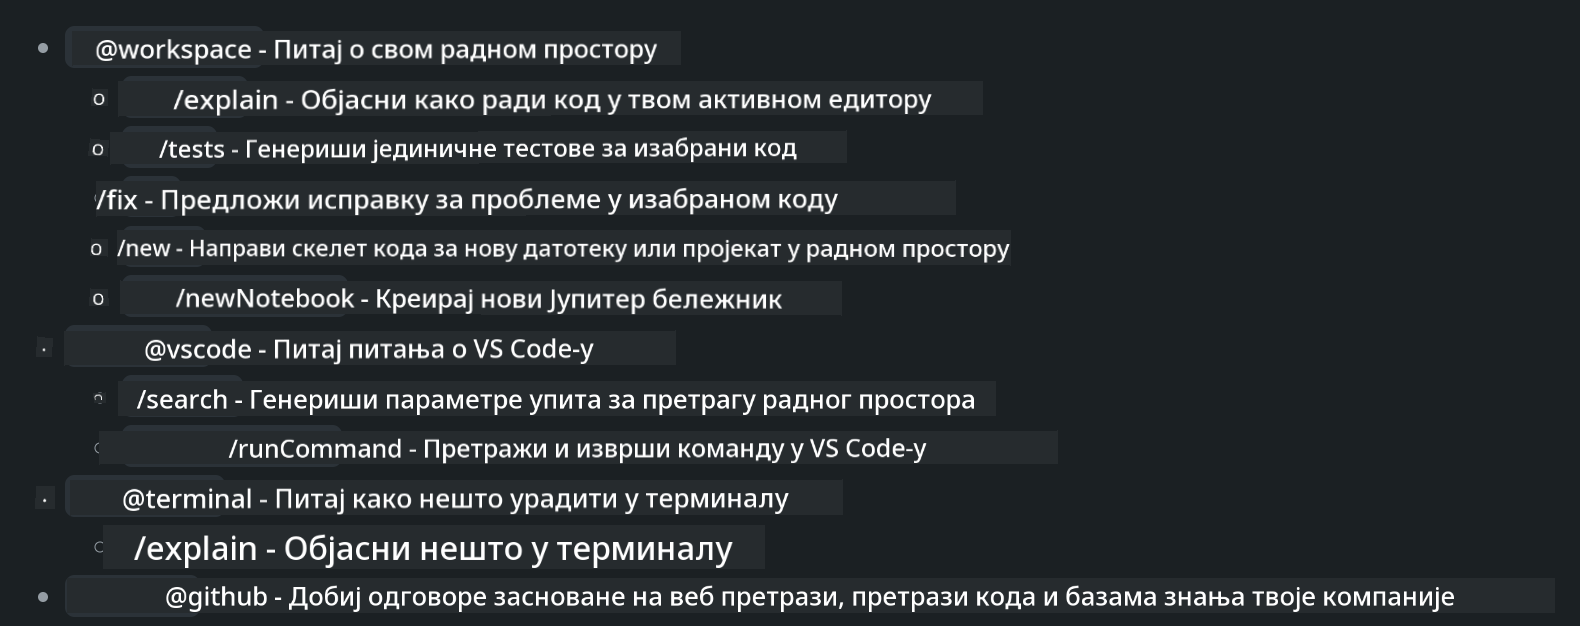 @workspace - Питај о свом радном простору
/explain - Објасни како ради код у твом активном едитору
/tests - Генериши јединичне тестове за изабрани код
/fix - Предложи исправку за проблеме у изабраном коду
/new - Направи скелет кода за нову датотеку или пројекат у радном простору
/newNotebook - Креирај нови Јупитер бележник
@vscode - Питај питања о VS Code-у
/search - Генериши параметре упита за претрагу радног простора
/runCommand - Претражи и изврши команду у VS Code-у
@terminal - Питај како нешто урадити у терминалу
/explain - Објасни нешто у терминалу
@github - Добиј одговоре засноване на веб претрази, претрази кода и базама знања твоје компаније